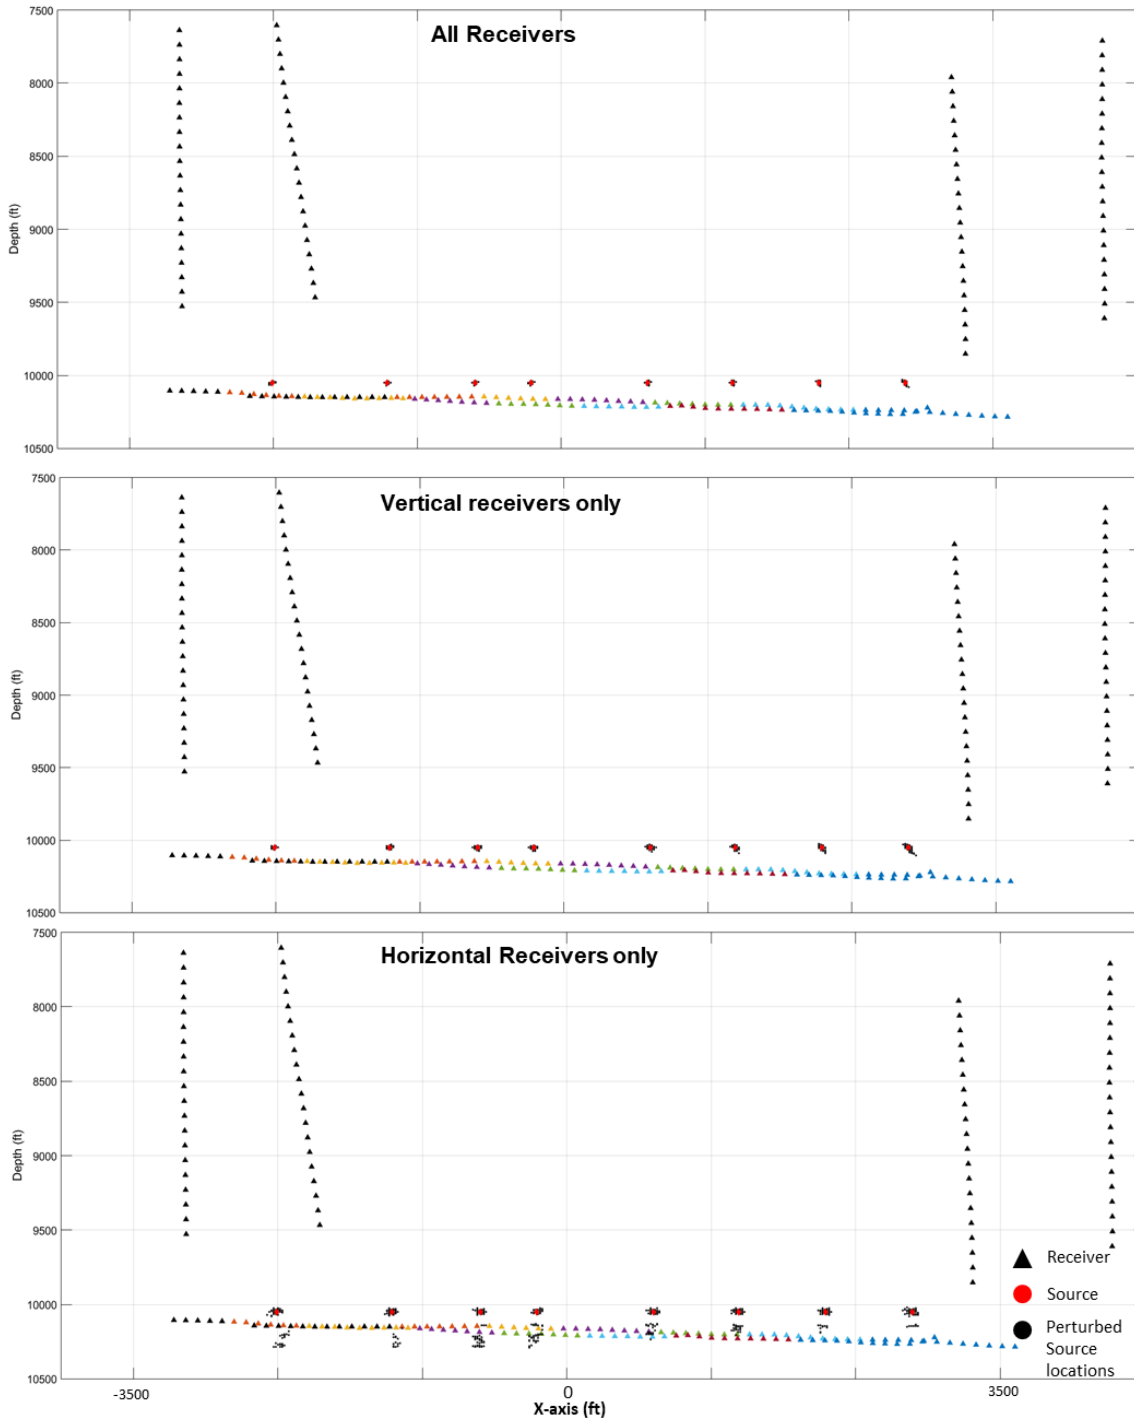 All Receivers
7500
8000
8500
9000
9500
10000
10500
Depth (ft)
Vertical receivers only
7500
8000
8500
9000
9500
10000
10500
Depth (ft)
Horizontal Receivers only
7500
8000
8500
9000
9500
10000
10500
Depth (ft)
Receiver
Source
Perturbed
Source
locations
-3500
0
3500
X-axis (ft)